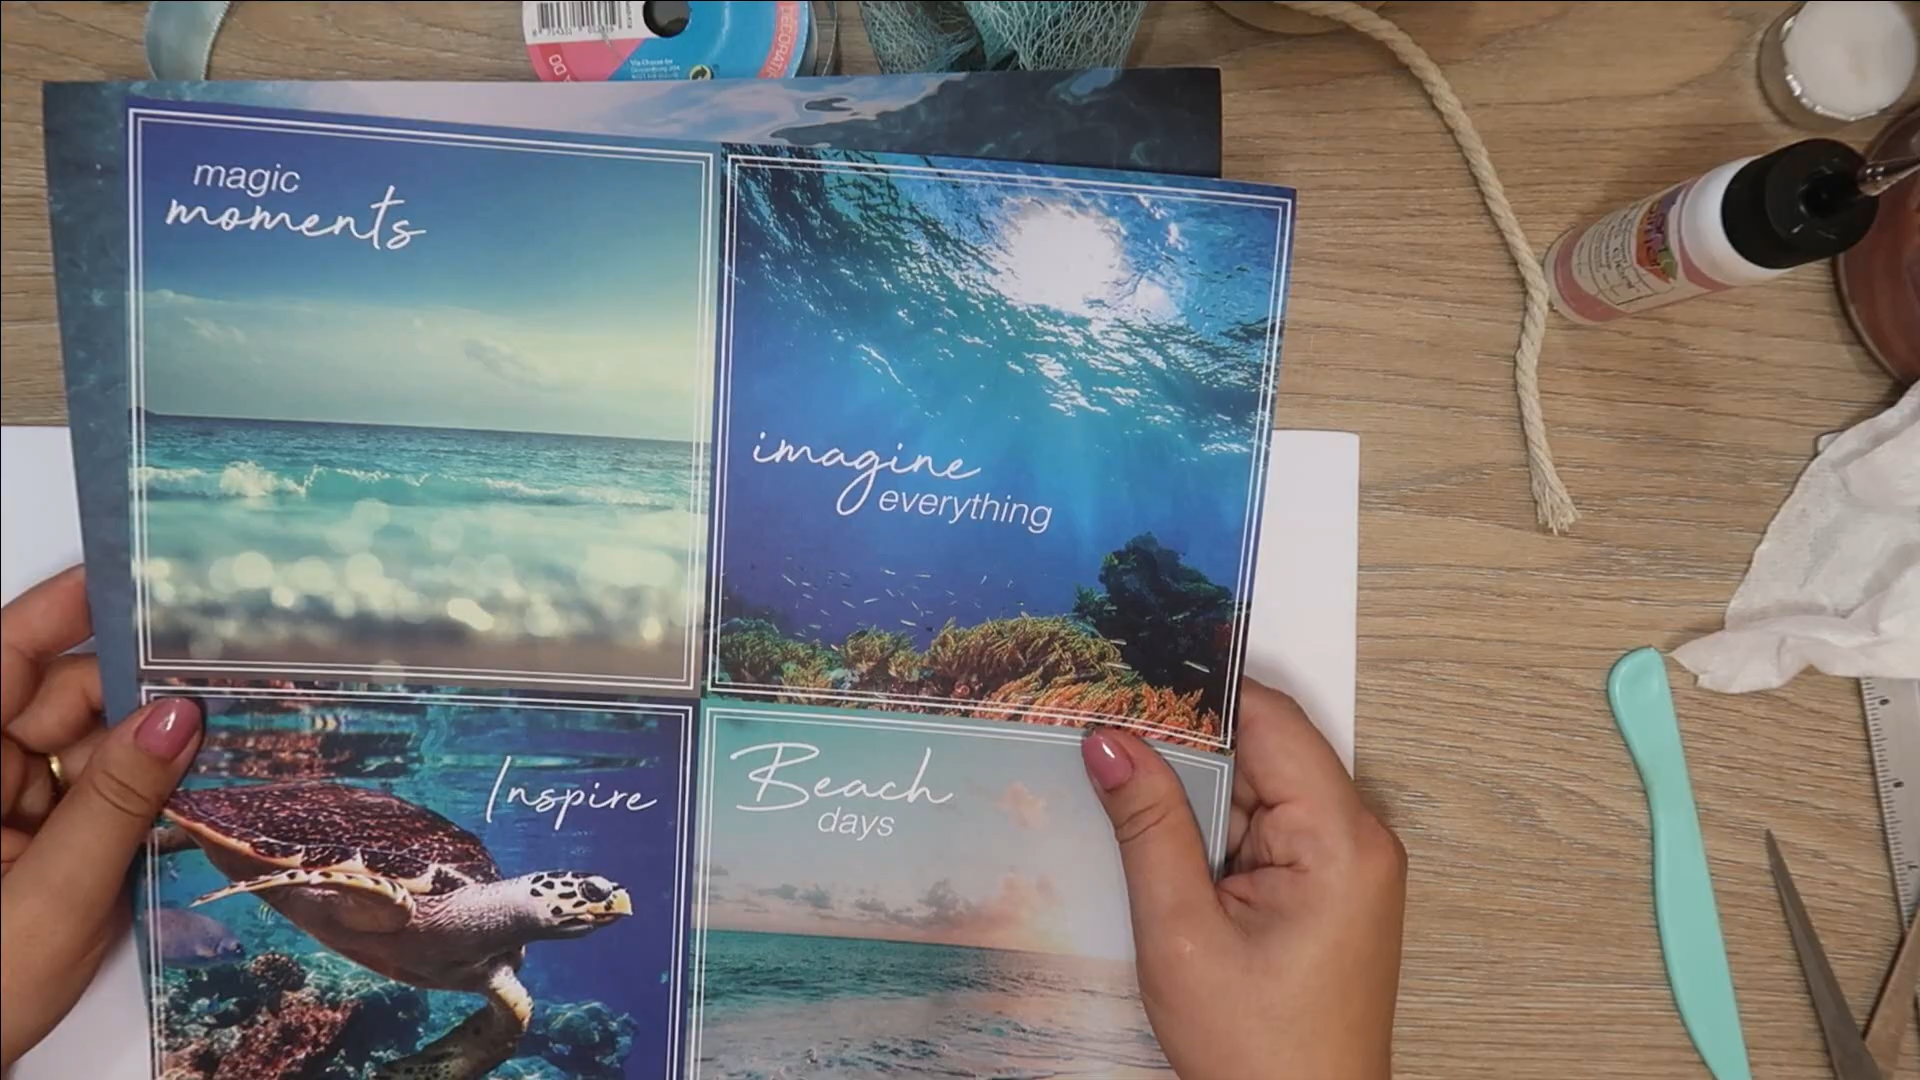 magic
moments
imagine
everything
Inspire
Beach
days